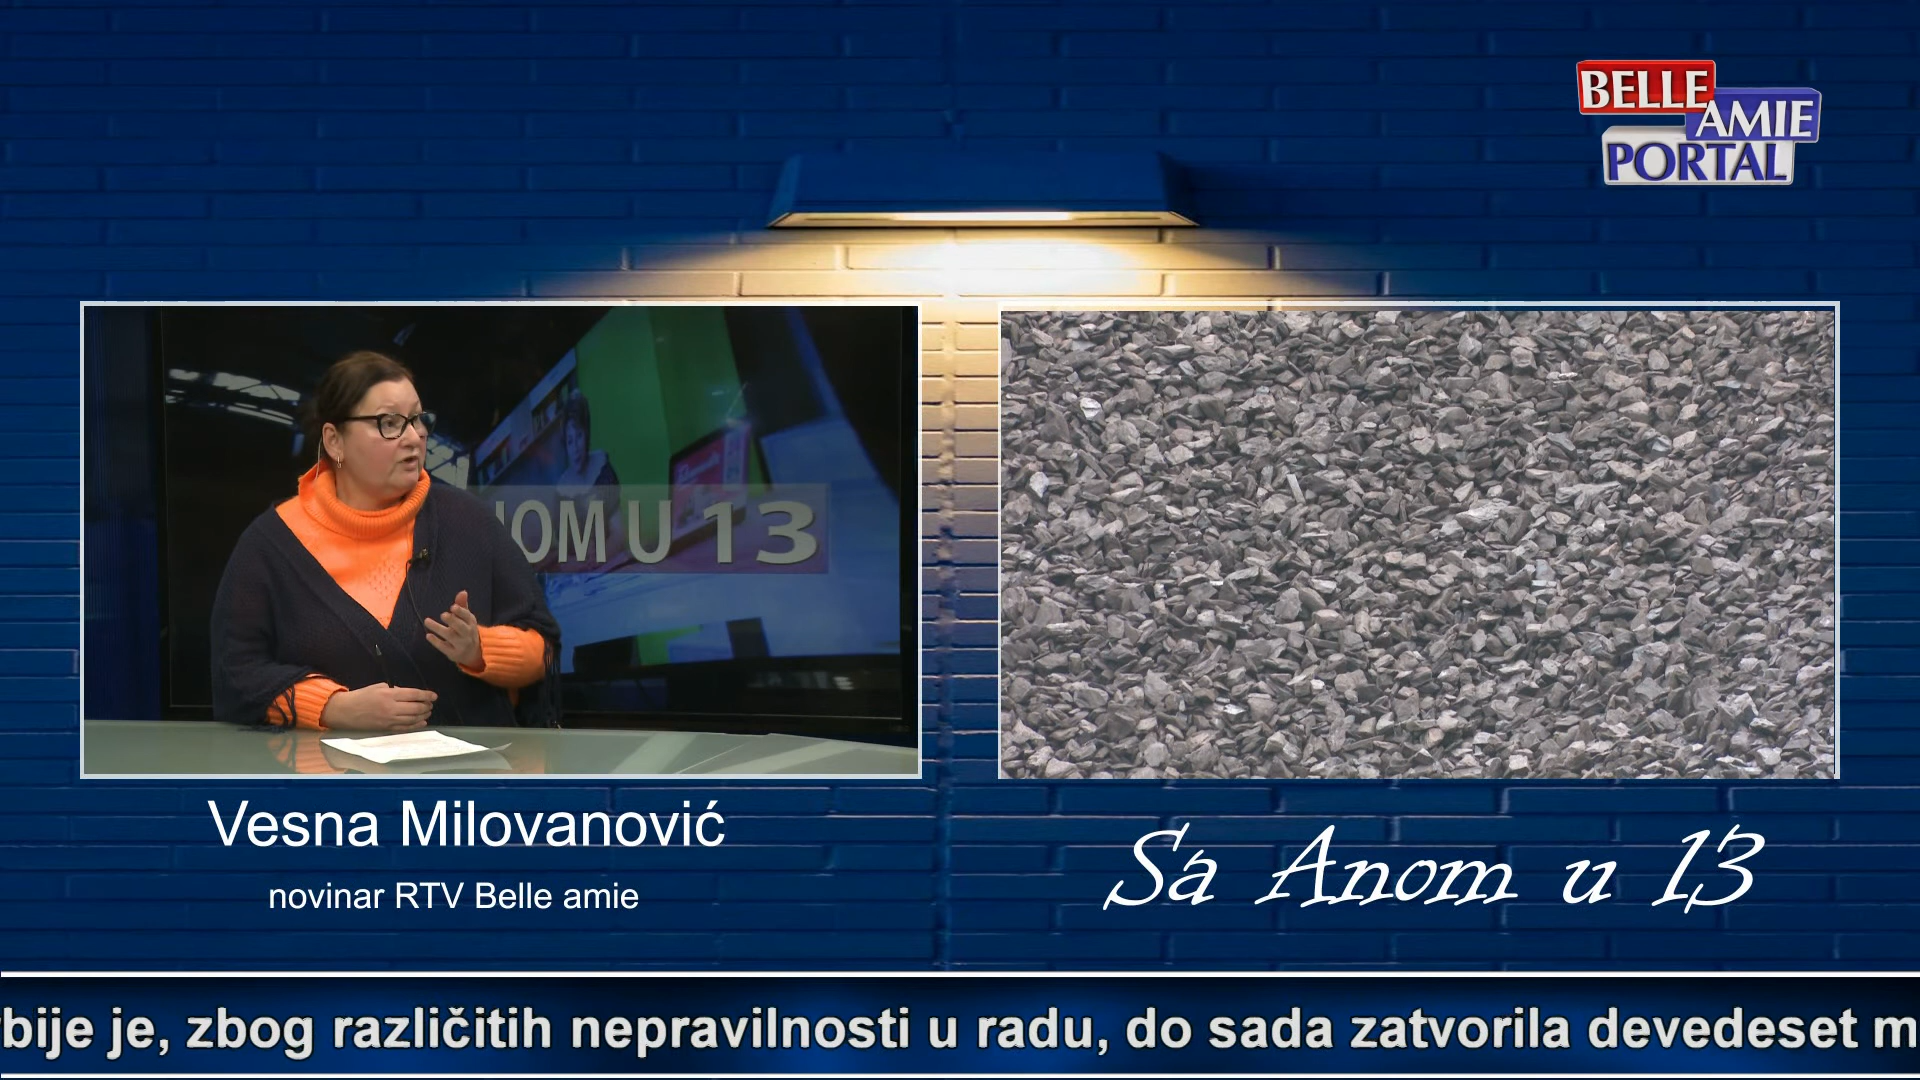 BELLE
AMIE
PORTAL
NOM U 13
Vesna Milovanović
novinar RTV Belle amie
Sa Anom u 13
bije je, zbog različitih nepravilnosti u radu, do sada zatvorila devedeset m